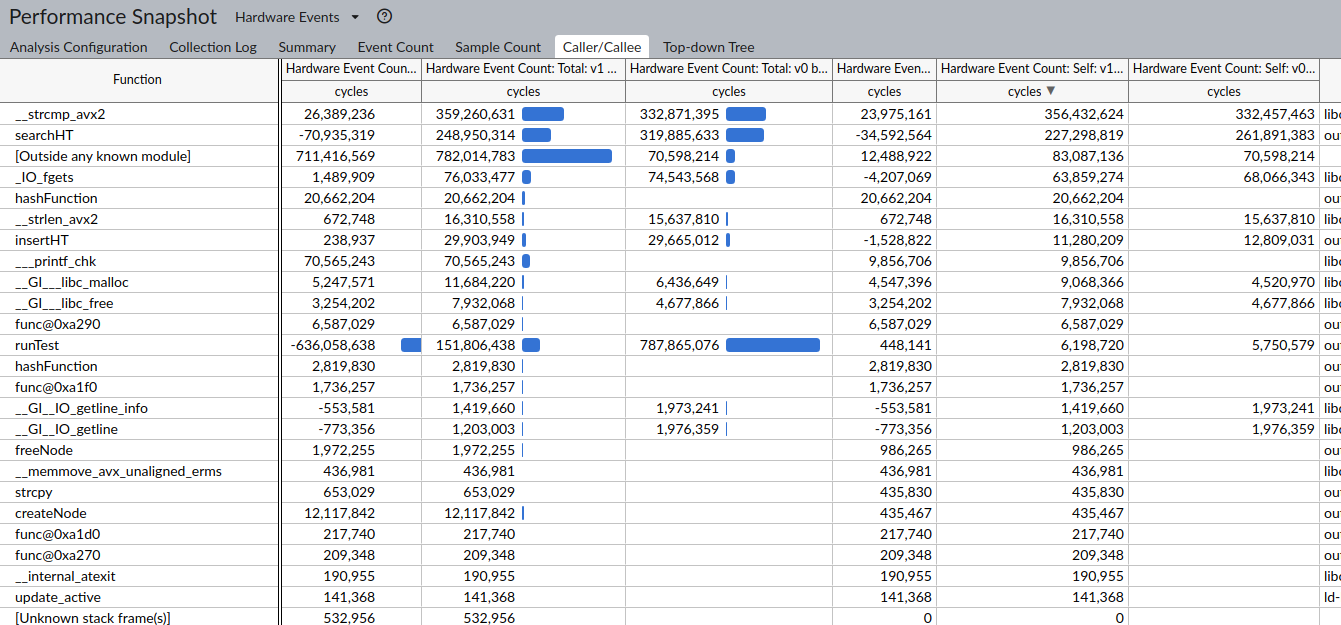 Performance Snapshot Hardware Events
Analysis Configuration Collection Log Summary Event Count Sample Count Caller/Callee Top-down Tree
Function Hardware Event Coun... Hardware Event Count: Total: v1 ... Hardware Event Count: Total: v0 b... Hardware Even... Hardware Event Count: Self: v1... Hardware Event Count: Self: v0...
cycles cycles cycles cycles cycles ▼ cycles
__strcmp_avx2 26,389,236 359,260,631 332,871,395 23,975,161 356,432,624 332,457,463 libc
searchHT -70,935,319 248,950,314 319,885,633 -34,592,564 227,298,819 261,891,383 ou
[Outside any known module] 711,416,569 782,014,783 70,598,214 12,488,922 83,087,136 70,598,214
_IO_fgets 1,489,909 76,033,477 74,543,568 -4,207,069 63,859,274 68,066,343 libc
hashFunction 20,662,204 20,662,204 20,662,204 20,662,204 ou
__strlen_avx2 672,748 16,310,558 15,637,810 672,748 16,310,558 15,637,810 libc
insertHT 238,937 29,903,949 29,665,012 -1,528,822 11,280,209 12,809,031 ou
___printf_chk 70,565,243 70,565,243 9,856,706 9,856,706 libc
__GI___libc_malloc 5,247,571 11,684,220 6,436,649 4,547,396 9,068,366 4,520,970 libc
__GI___libc_free 3,254,202 7,932,068 4,677,866 3,254,202 7,932,068 4,677,866 libc
func@0xa290 6,587,029 6,587,029 6,587,029 6,587,029 ou
runTest -636,058,638 151,806,438 787,865,076 448,141 6,198,720 5,750,579 ou
hashFunction 2,819,830 2,819,830 2,819,830 2,819,830 ou
func@0xa1f0 1,736,257 1,736,257 1,736,257 1,736,257 ou
__GI__IO_getline_info -553,581 1,419,660 1,973,241 -553,581 1,419,660 1,973,241 libc
__GI__IO_getline -773,356 1,203,003 1,976,359 -773,356 1,203,003 1,976,359 libc
freeNode 1,972,255 1,972,255 986,265 986,265 ou
__memmove_avx_unaligned_erms 436,981 436,981 436,981 436,981 libc
strcpy 653,029 653,029 435,830 435,830 ou
createNode 12,117,842 12,117,842 435,467 435,467 ou
func@0xa1d0 217,740 217,740 217,740 217,740 ou
func@0xa270 209,348 209,348 209,348 209,348 ou
__internal_atexit 190,955 190,955 190,955 190,955 libc
update_active 141,368 141,368 141,368 141,368 ld-
[Unknown stack frame(s)] 532,956 532,956 0 0